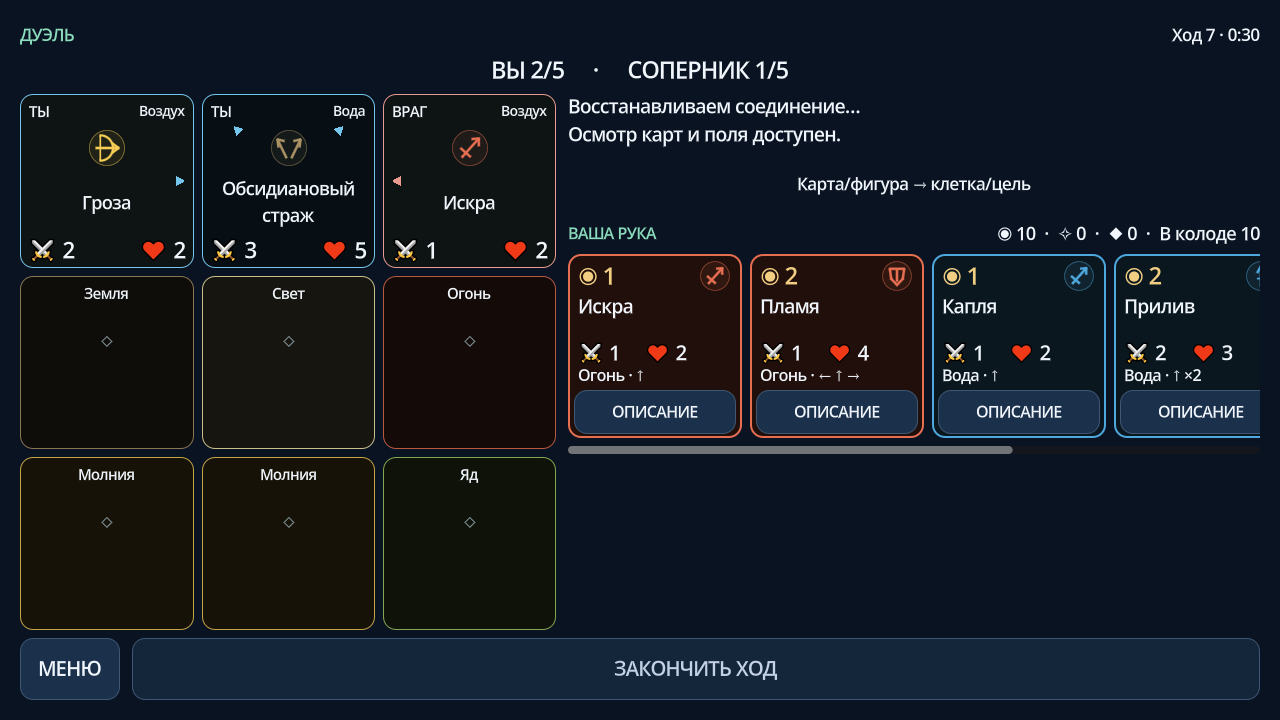 ДУЭЛЬ
Ход 7 · 0:30
ВЫ 2/5 · СОПЕРНИК 1/5
ТЫ Воздух
Гроза
2 2
ТЫ Вода
Обсидиановый
страж
3 5
ВРАГ Воздух
Искра
1 2
Земля
Свет
Огонь
Молния
Молния
Яд
Восстанавливаем соединение...
Осмотр карт и поля доступен.
Карта/фигура → клетка/цель
ВАША РУКА
◉ 10 · ✧ 0 · ◆ 0 · В колоде 10
◉ 1
Искра
1 2
Огонь · ↑
ОПИСАНИЕ
◉ 2
Пламя
1 4
Огонь · ← ↑ →
ОПИСАНИЕ
◉ 1
Капля
1 2
Вода · ↑
ОПИСАНИЕ
◉ 2
Прилив
2 3
Вода · ↑ ×2
ОПИСАНИЕ
МЕНЮ
ЗАКОНЧИТЬ ХОД